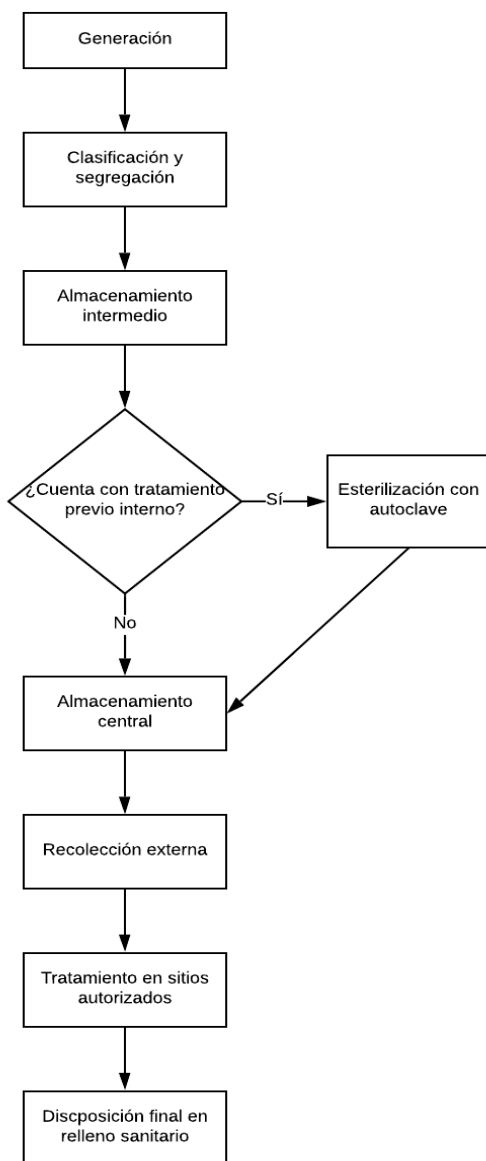 Generación
Clasificación y
segregación
Almacenamiento
intermedio
¿Cuenta con tratamiento
previo interno?
Sí
Esterilización con
autoclave
No
Almacenamiento
central
Recolección externa
Tratamiento en sitios
autorizados
Discposición final en
relleno sanitario